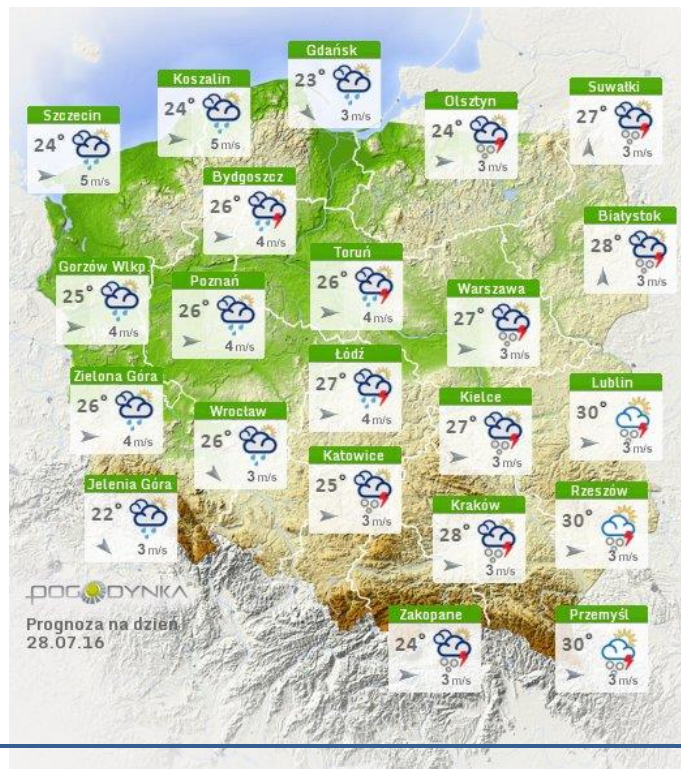 Gdańsk
23°
3 m/s
Koszalin
24°
5 m/s
Suwałki
27°
3 m/s
Olsztyn
24°
3 m/s
Szczecin
24°
5 m/s
Bydgoszcz
26°
4 m/s
Białystok
28°
3 m/s
Toruń
26°
4 m/s
Gorzów Wlkp.
25°
4 m/s
Poznań
26°
4 m/s
Warszawa
27°
3 m/s
Łódź
27°
4 m/s
Zielona Góra
26°
4 m/s
Lublin
30°
3 m/s
Kielce
27°
3 m/s
Wrocław
26°
3 m/s
Katowice
25°
3 m/s
Jelenia Góra
22°
3 m/s
Rzeszów
30°
3 m/s
Kraków
28°
3 m/s
POGODYNKA
Prognoza na dzień
28.07.16
Zakopane
24°
3 m/s
Przemyśl
30°
3 m/s